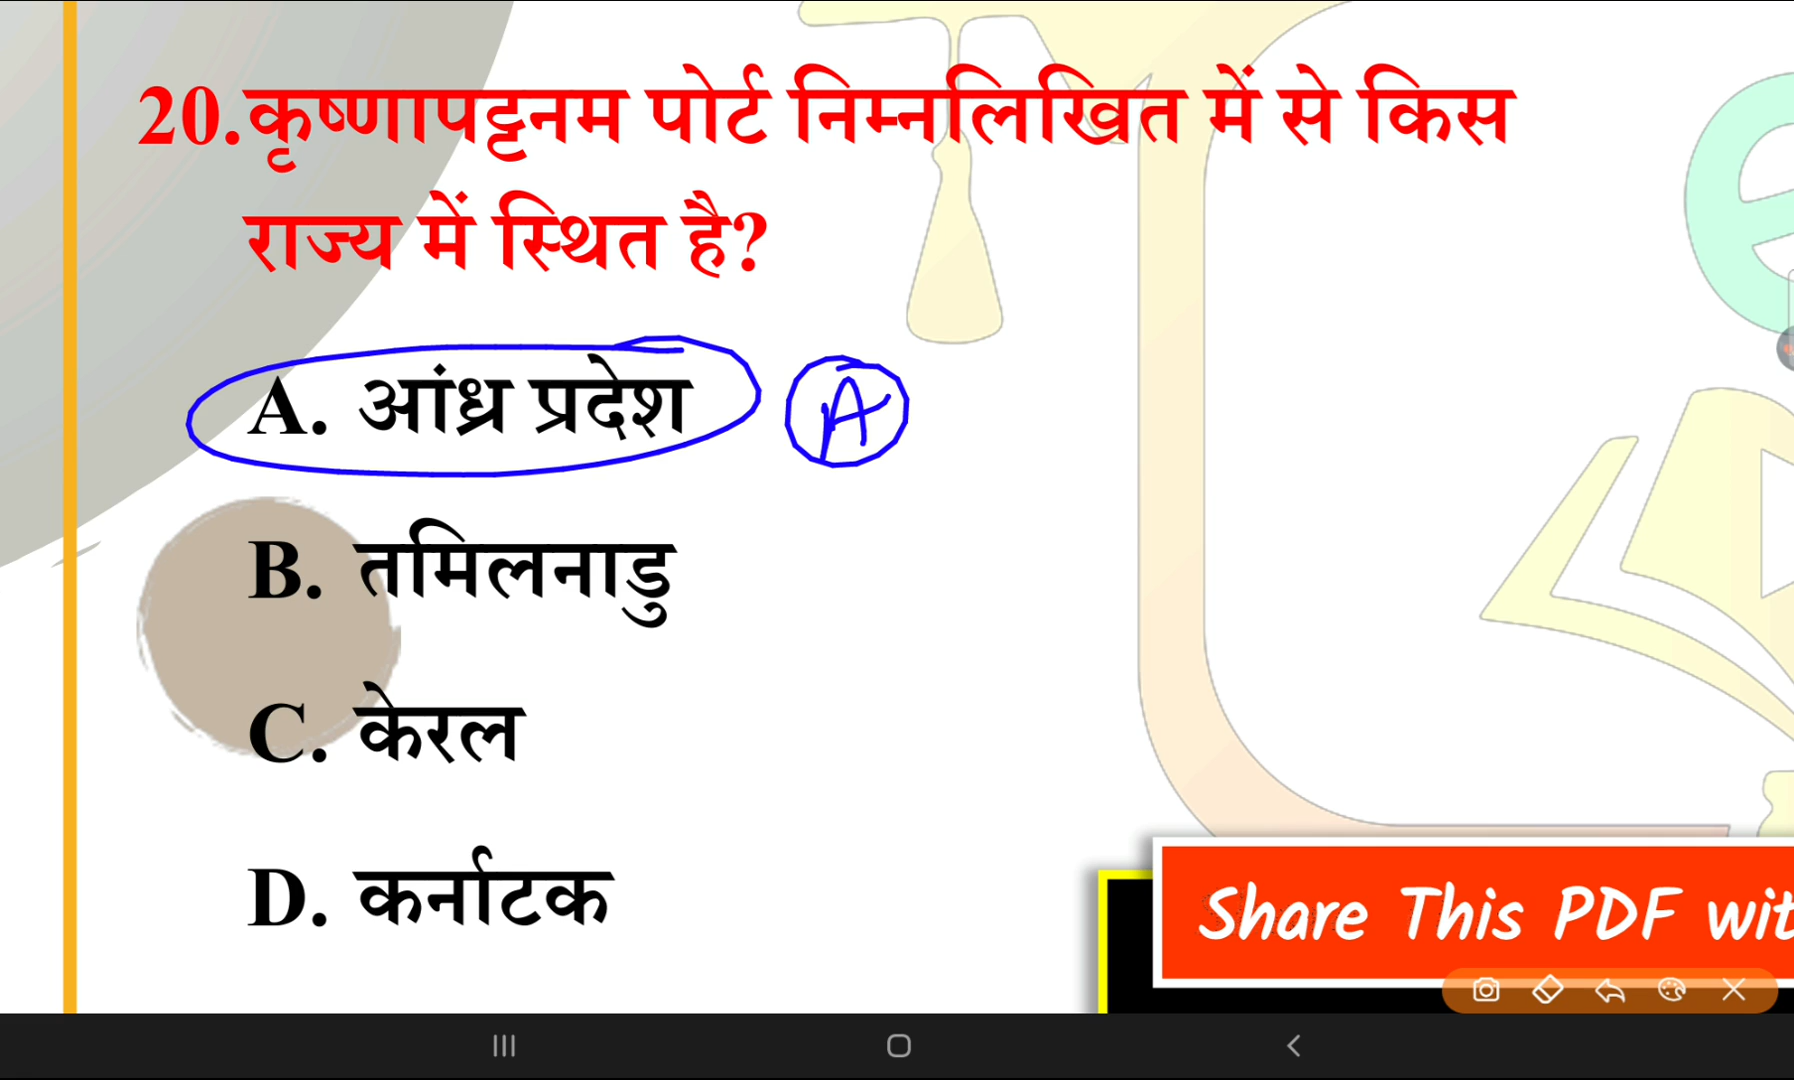 20.कृष्णापट्टनम पोर्ट निम्नलिखित में से किस
राज्य में स्थित है?
A. आंध्र प्रदेश A
B. तमिलनाडु
C. केरल
D. कर्नाटक
Share This PDF wit